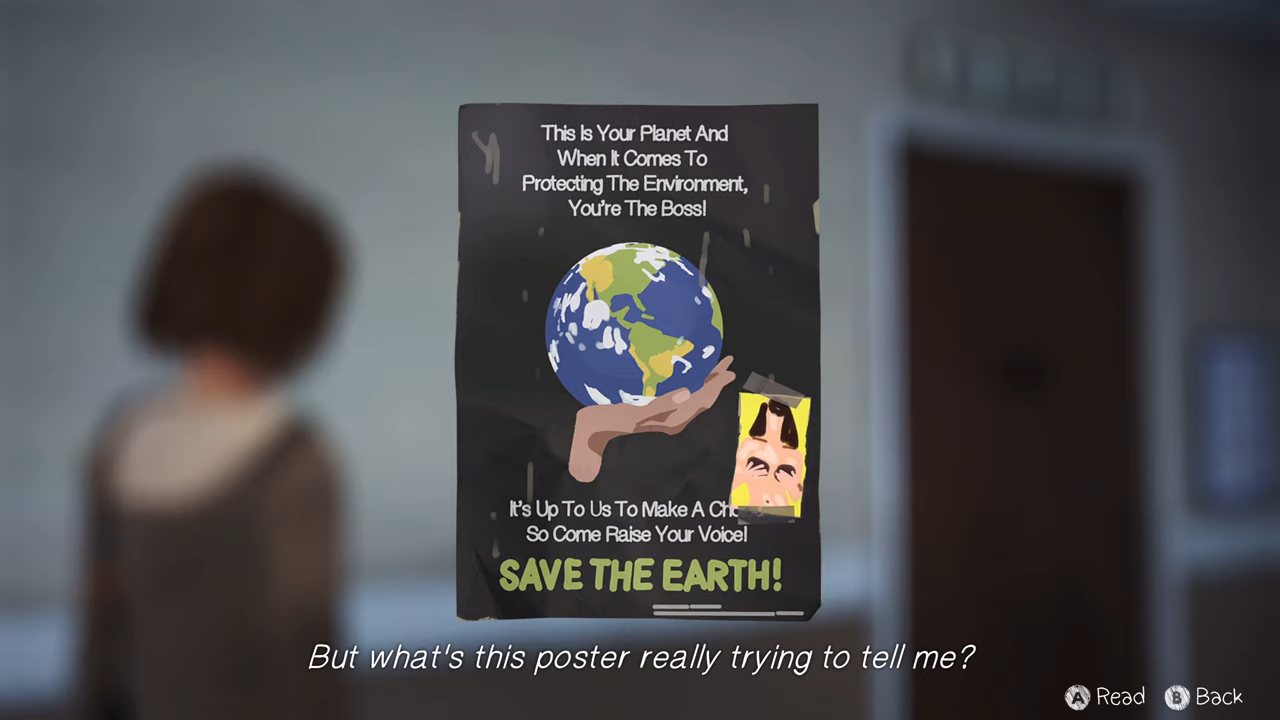 This Is Your Planet And
When It Comes To
Protecting The Environment,
You're The Boss!
It's Up To Us To Make A
So Come Raise Your Voice!
SAVE THE EARTH!
But what's this poster really trying to tell me?
A Read B Back